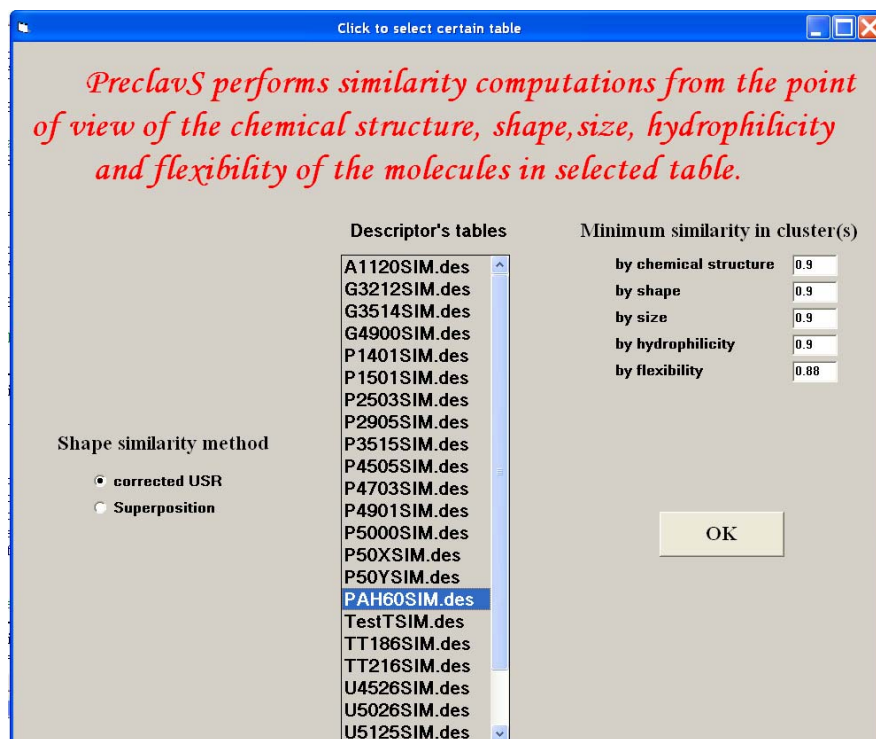 Click to select certain table
PreclavS performs similarity computations from the point
of view of the chemical structure, shape,size, hydrophilicity
and flexibility of the molecules in selected table.
Descriptor's tables
A1120SIM.des
G3212SIM.des
G3514SIM.des
G4900SIM.des
P1401SIM.des
P1501SIM.des
P2503SIM.des
P2905SIM.des
P3515SIM.des
P4505SIM.des
P4703SIM.des
P4901SIM.des
P5000SIM.des
P50XSIM.des
P50YSIM.des
PAH60SIM.des
TestTSIM.des
TT186SIM.des
TT216SIM.des
U4526SIM.des
U5026SIM.des
U5125SIM.des
Minimum similarity in cluster(s)
by chemical structure 0.9
by shape 0.9
by size 0.9
by hydrophilicity 0.9
by flexibility 0.88
Shape similarity method
corrected USR
Superposition
OK